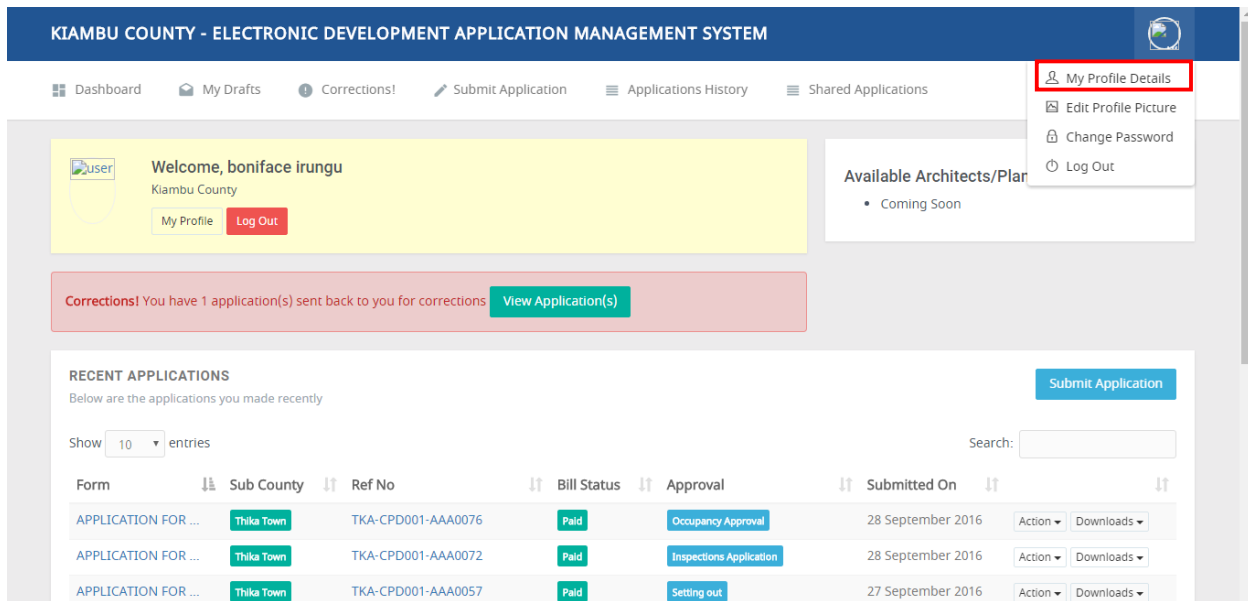 KIAMBU COUNTY - ELECTRONIC DEVELOPMENT APPLICATION MANAGEMENT SYSTEM
Dashboard My Drafts Corrections! Submit Application Applications History Shared Applications
My Profile Details
Edit Profile Picture
Change Password
Log Out
user
Welcome, boniface irungu
Kiambu County
My Profile Log Out
Available Architects/Plan
Coming Soon
Corrections! You have 1 application(s) sent back to you for corrections View Application(s)
RECENT APPLICATIONS
Below are the applications you made recently
Submit Application
Show 10 entries Search:
Form Sub County Ref No Bill Status Approval Submitted On
APPLICATION FOR ... Thika Town TKA-CPD001-AAA0076 Paid Occupancy Approval 28 September 2016 Action Downloads
APPLICATION FOR ... Thika Town TKA-CPD001-AAA0072 Paid Inspections Application 28 September 2016 Action Downloads
APPLICATION FOR ... Thika Town TKA-CPD001-AAA0057 Paid Setting out 27 September 2016 Action Downloads